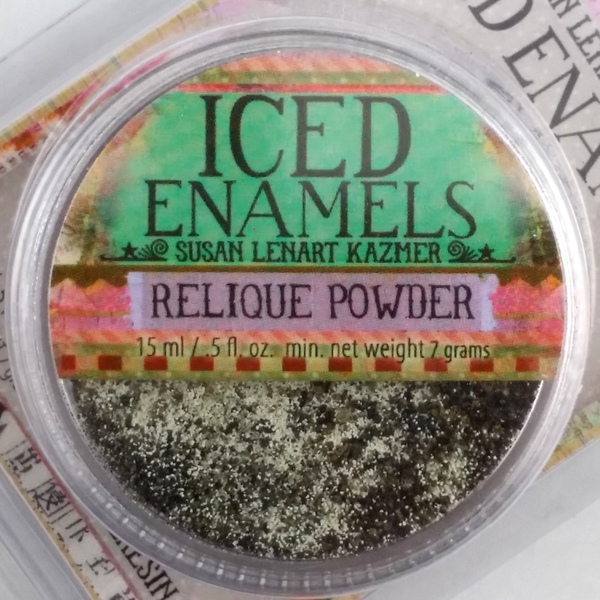 ICED
ENAMELS
SUSAN LENART KAZMER
RELIQUE POWDER
15 ml / .5 fl. oz. min. net weight 7 grams